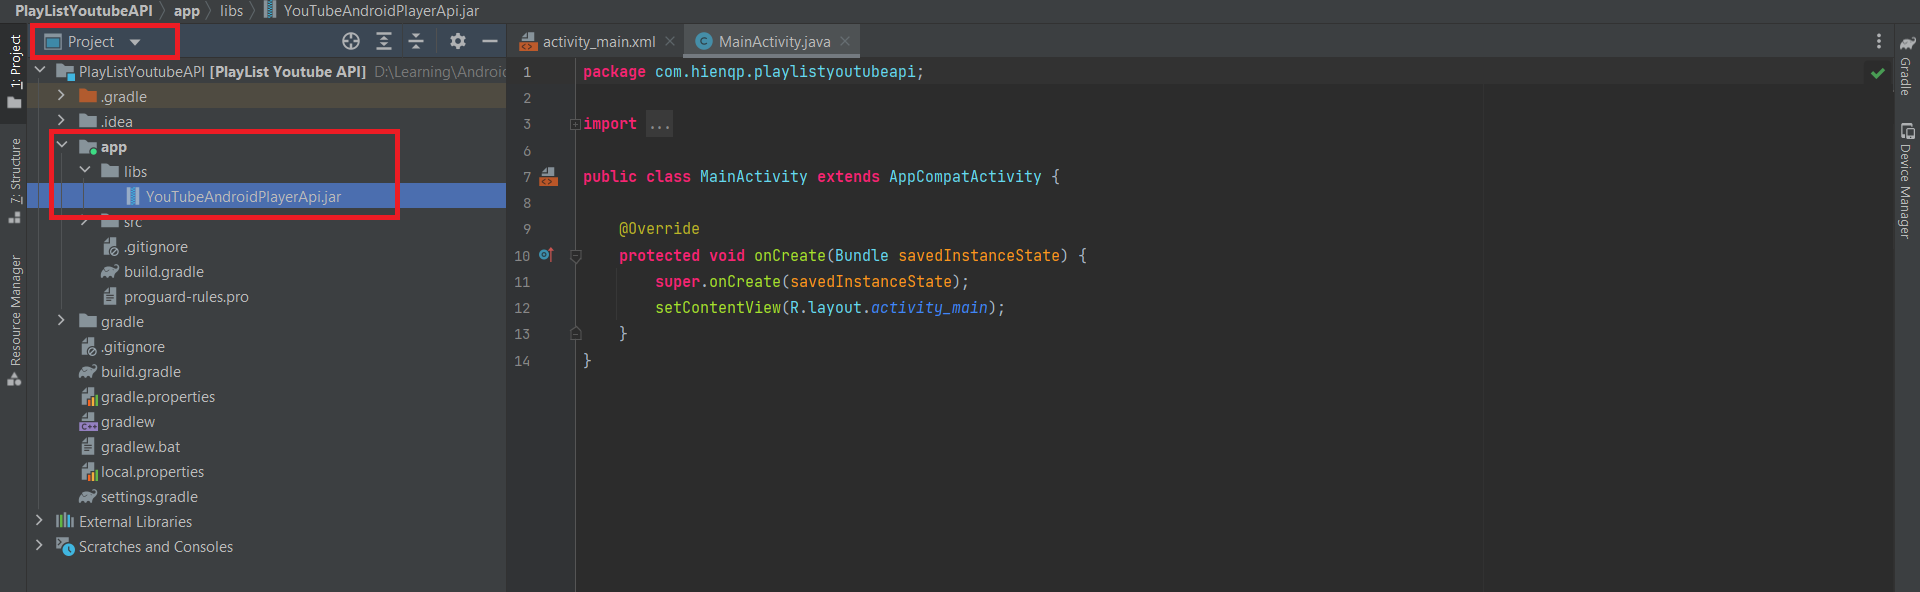 PlayListYoutubeAPI 〉 app 〉 libs 〉 YouTubeAndroidPlayerApi.jar
1: Project
7: Structure
Resource Manager
Project
PlayListYoutubeAPI [PlayList Youtube API] D:\Learning\Android
.gradle
.idea
app
libs
YouTubeAndroidPlayerApi.jar
src
.gitignore
build.gradle
proguard-rules.pro
gradle
.gitignore
build.gradle
gradle.properties
gradlew
gradlew.bat
local.properties
settings.gradle
External Libraries
Scratches and Consoles
activity_main.xml
MainActivity.java
1 package com.hienqp.playlistyoutubeapi;
2
3 import ...
6
7 public class MainActivity extends AppCompatActivity {
8
9 @Override
10 protected void onCreate(Bundle savedInstanceState) {
11 super.onCreate(savedInstanceState);
12 setContentView(R.layout.activity_main);
13 }
14 }
Gradle
Device Manager